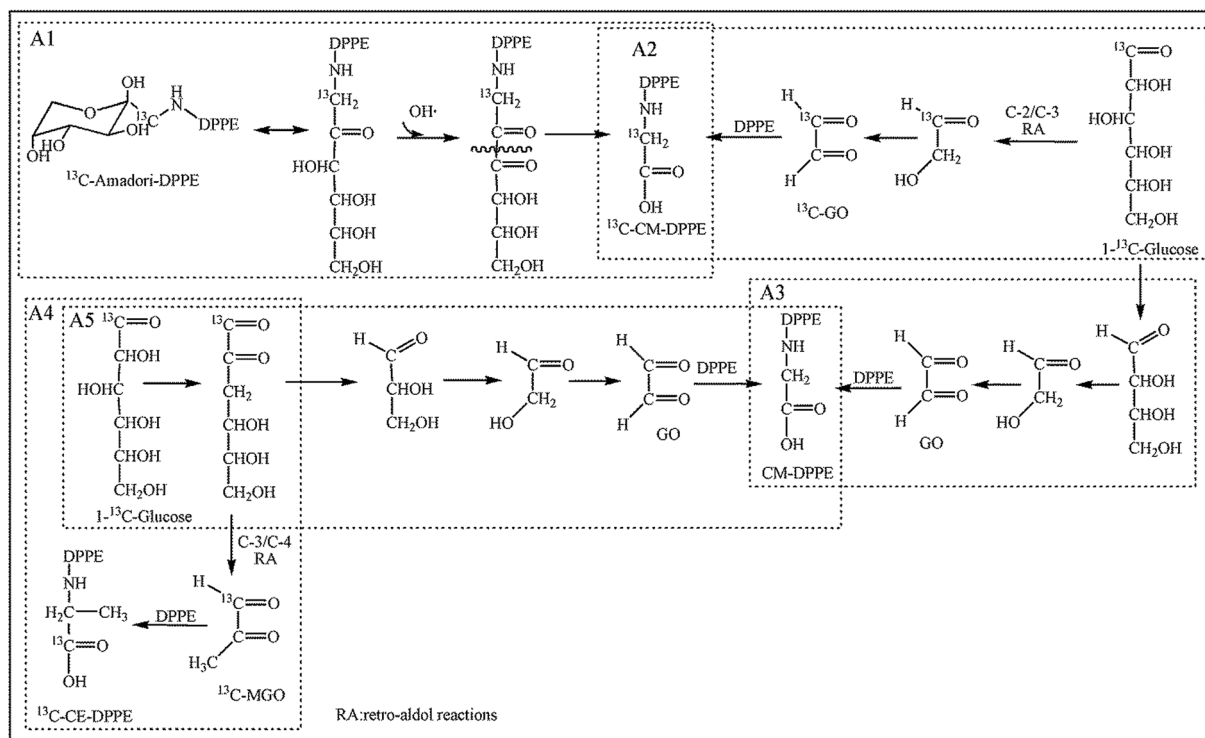 A1
DPPE
NH
¹³CH₂
C=O
HOCH
CHOH
CHOH
CH₂OH
OH
¹³C
H
N
DPPE
OH
OH
HO
OH
¹³C-Amadori-DPPE
OH·
DPPE
NH
¹³CH₂
C=O
C=O
CHOH
CHOH
CH₂OH
A2
DPPE
NH
¹³CH₂
C=O
OH
¹³C-CM-DPPE
DPPE
H
¹³C=O
C=O
H
¹³C-GO
H
¹³C=O
CH₂
HO
C-2/C-3
RA
¹³C=O
CHOH
HOCH
CHOH
CHOH
CH₂OH
1-¹³C-Glucose
A4
A5
¹³C=O
CHOH
HOCH
CHOH
CHOH
CH₂OH
1-¹³C-Glucose
¹³C=O
C=O
CH₂
CHOH
CHOH
CH₂OH
H
C=O
CHOH
CH₂OH
H
C=O
CH₂
HO
H
C=O
C=O
H
GO
DPPE
A3
DPPE
NH
CH₂
C=O
OH
CM-DPPE
DPPE
H
C=O
C=O
H
GO
H
C=O
CH₂
HO
H
C=O
CHOH
CHOH
CH₂OH
C-3/C-4
RA
DPPE
NH
H₂C—CH₃
¹³C=O
OH
¹³C-CE-DPPE
DPPE
H
¹³C=O
C=O
H₃C
¹³C-MGO
RA:retro-aldol reactions